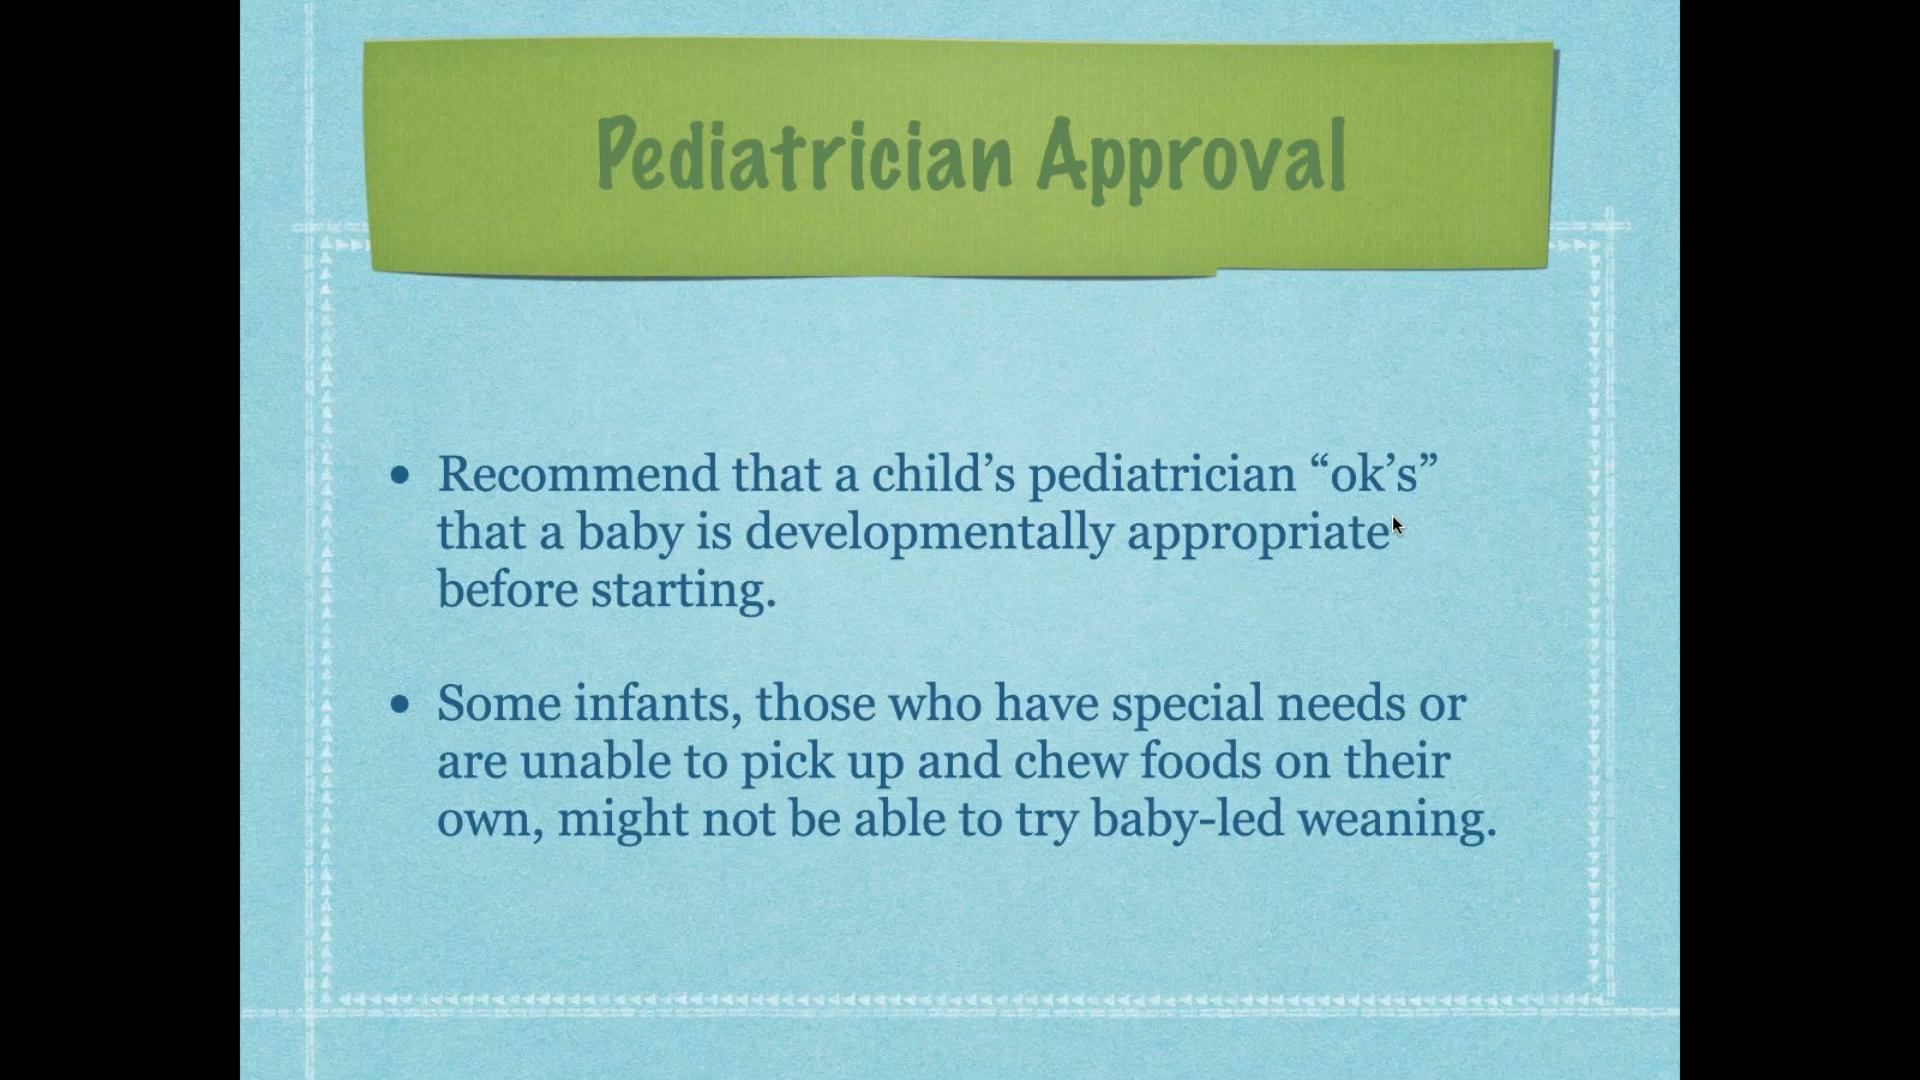 Pediatrician Approval
• Recommend that a child’s pediatrician “ok’s”
that a baby is developmentally appropriate
before starting.
• Some infants, those who have special needs or
are unable to pick up and chew foods on their
own, might not be able to try baby-led weaning.